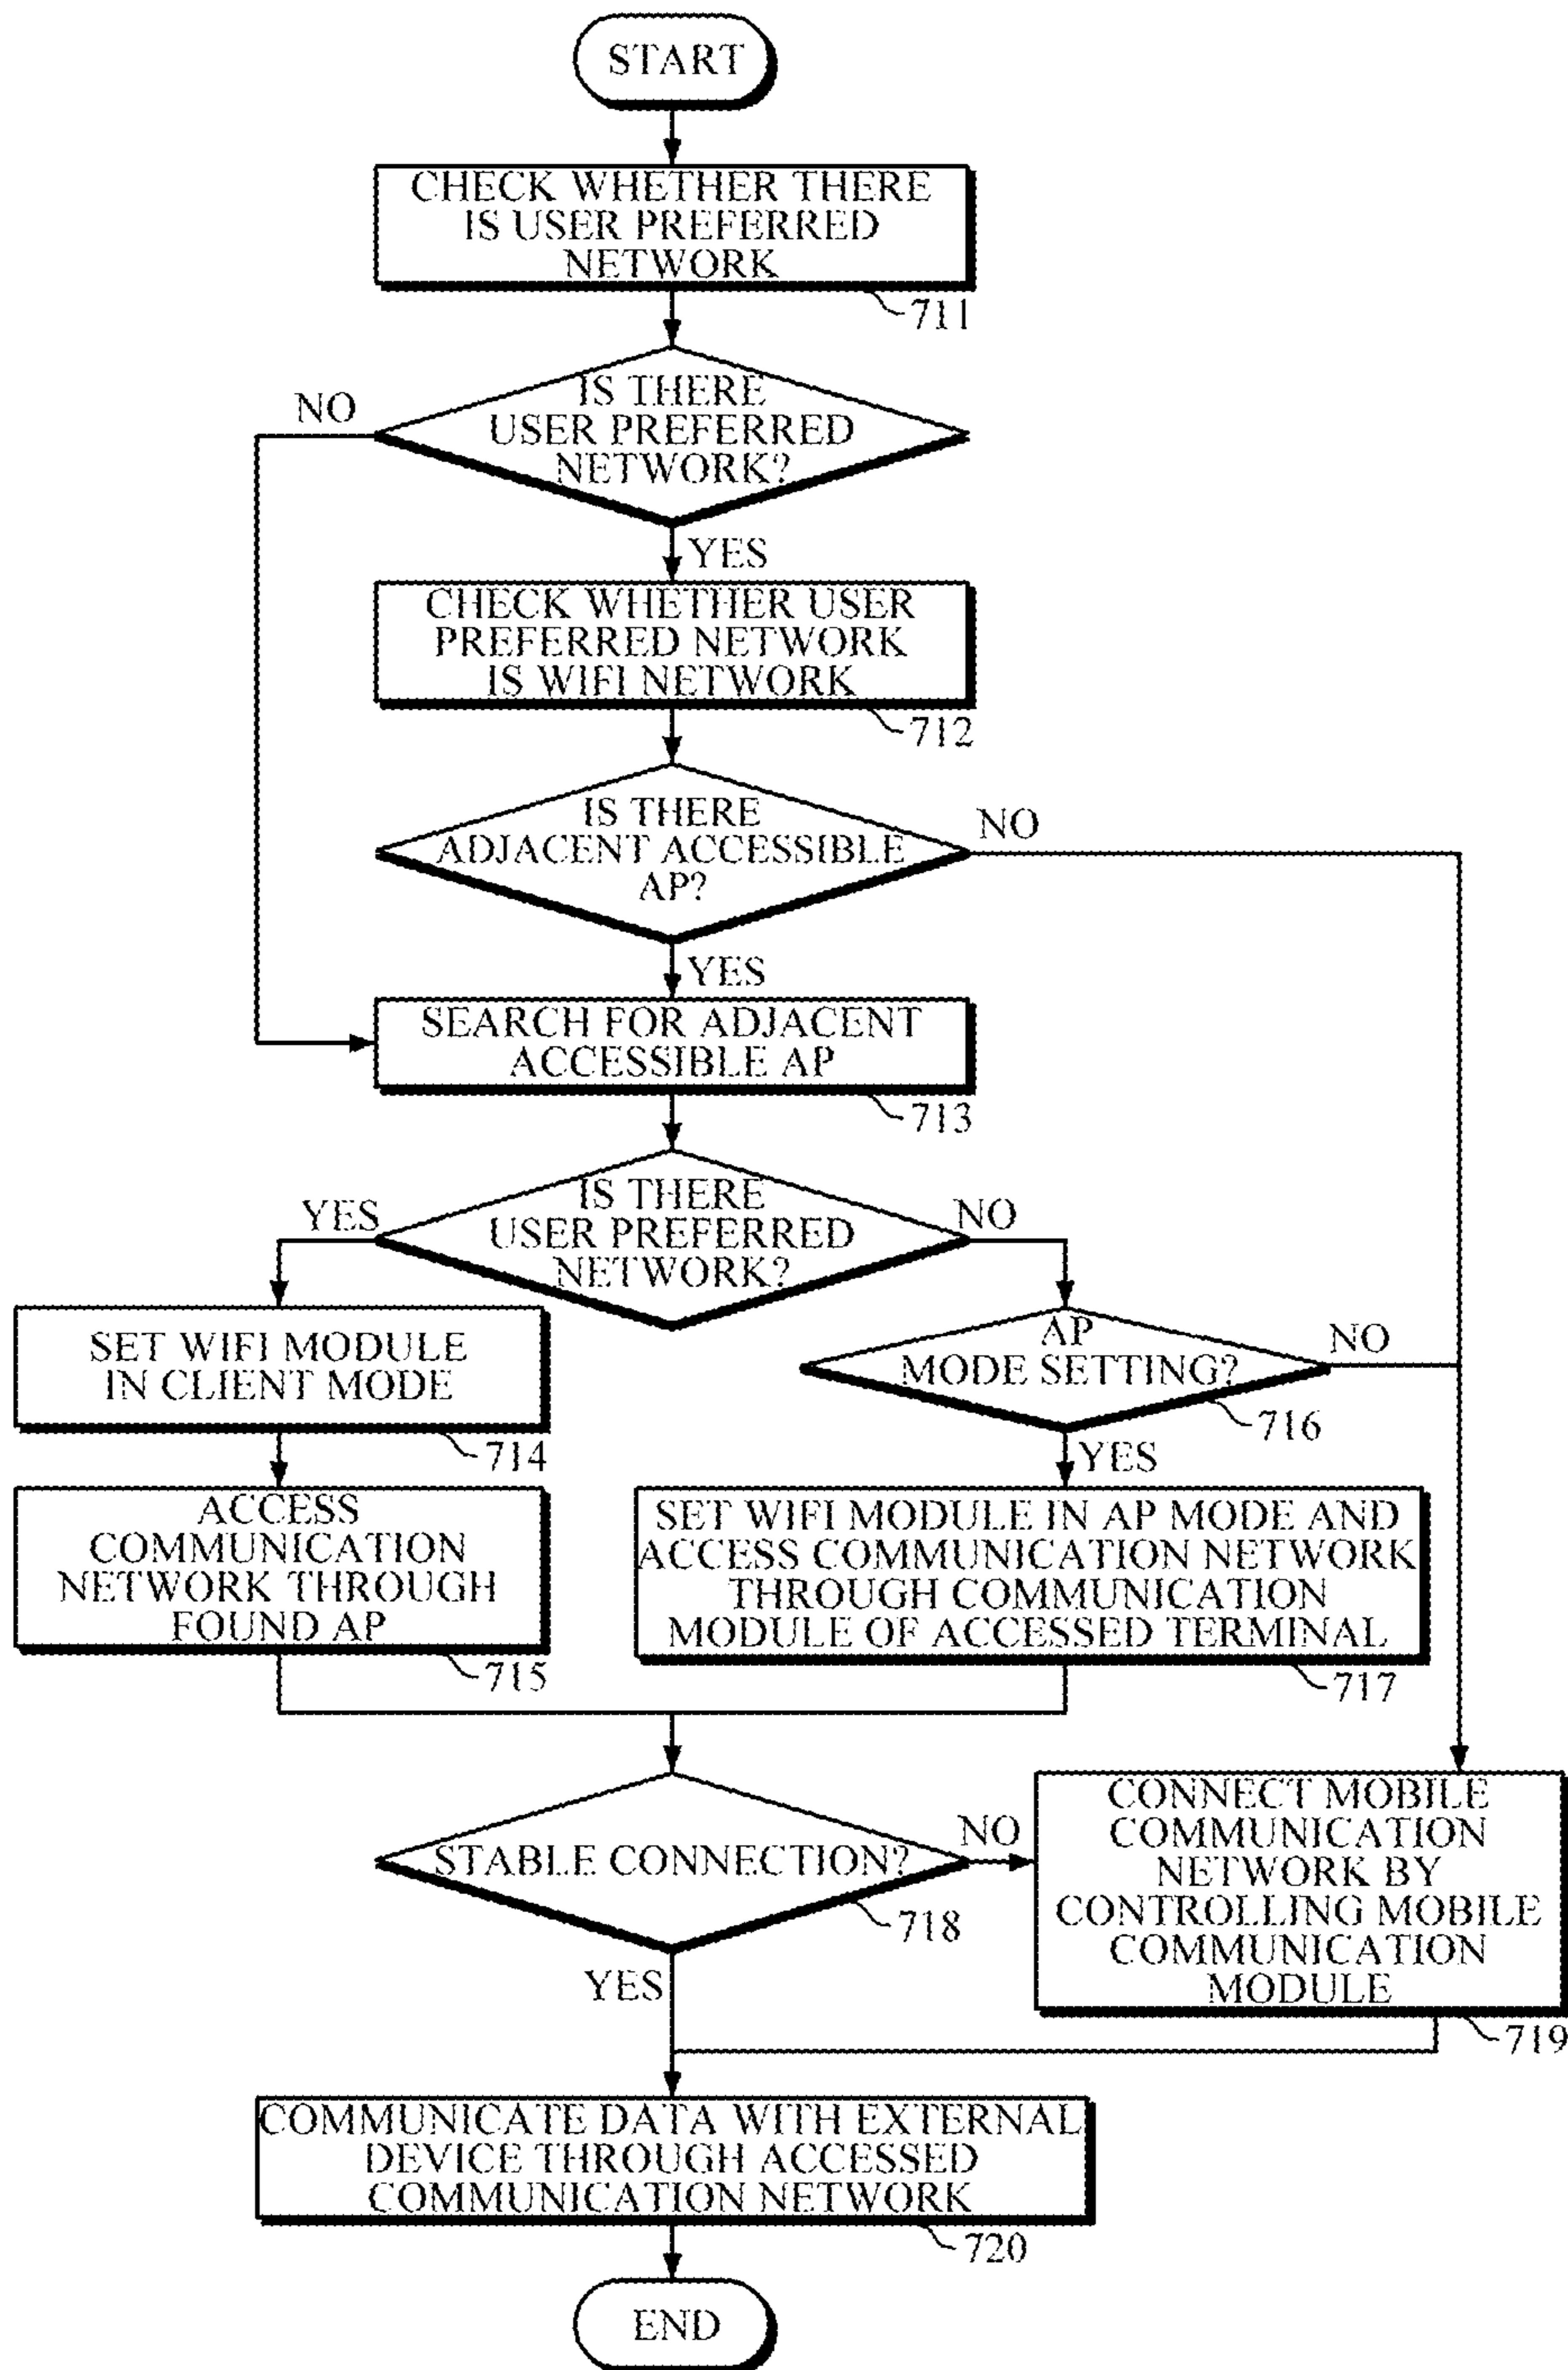 START
CHECK WHETHER THERE
IS USER PREFERRED
NETWORK
711
IS THERE
USER PREFERRED
NETWORK?
NO
YES
CHECK WHETHER USER
PREFERRED NETWORK
IS WIFI NETWORK
712
IS THERE
ADJACENT ACCESSIBLE
AP?
NO
YES
SEARCH FOR ADJACENT
ACCESSIBLE AP
713
IS THERE
USER PREFERRED
NETWORK?
YES
NO
SET WIFI MODULE
IN CLIENT MODE
714
AP
MODE SETTING?
NO
716
YES
ACCESS
COMMUNICATION
NETWORK THROUGH
FOUND AP
715
SET WIFI MODULE IN AP MODE AND
ACCESS COMMUNICATION NETWORK
THROUGH COMMUNICATION
MODULE OF ACCESSED TERMINAL
717
STABLE CONNECTION?
NO
718
YES
CONNECT MOBILE
COMMUNICATION
NETWORK BY
CONTROLLING MOBILE
COMMUNICATION
MODULE
719
COMMUNICATE DATA WITH EXTERNAL
DEVICE THROUGH ACCESSED
COMMUNICATION NETWORK
720
END